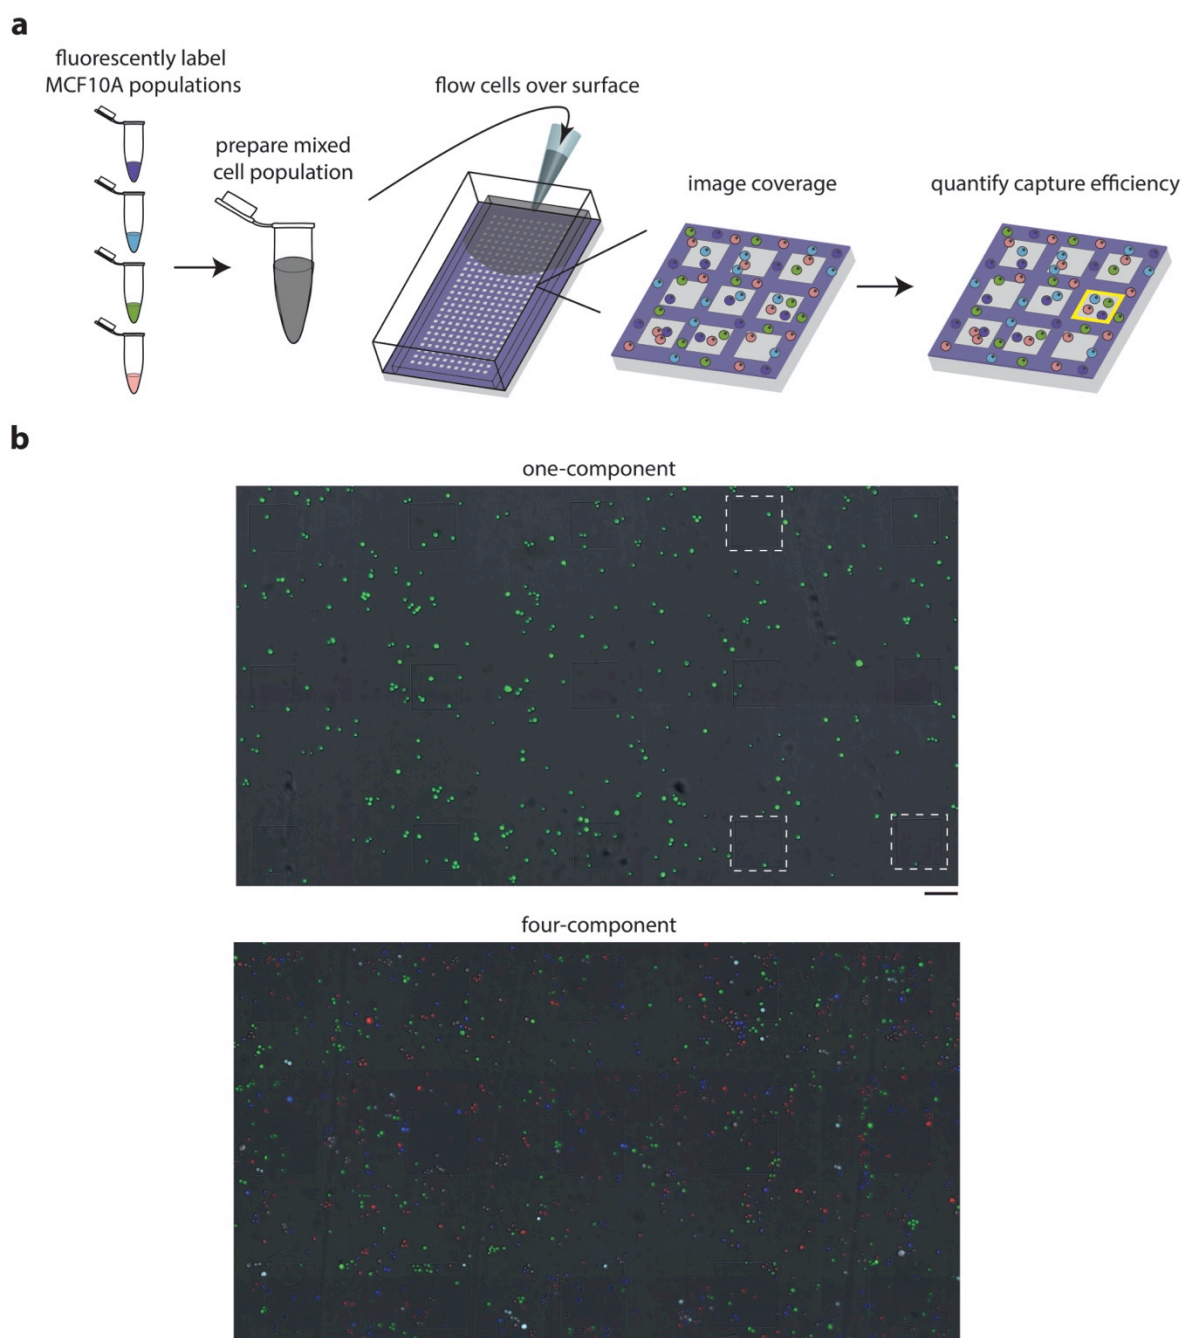 a
fluorescently label
MCF10A populations
prepare mixed
cell population
flow cells over surface
image coverage
quantify capture efficiency
b
one-component
four-component